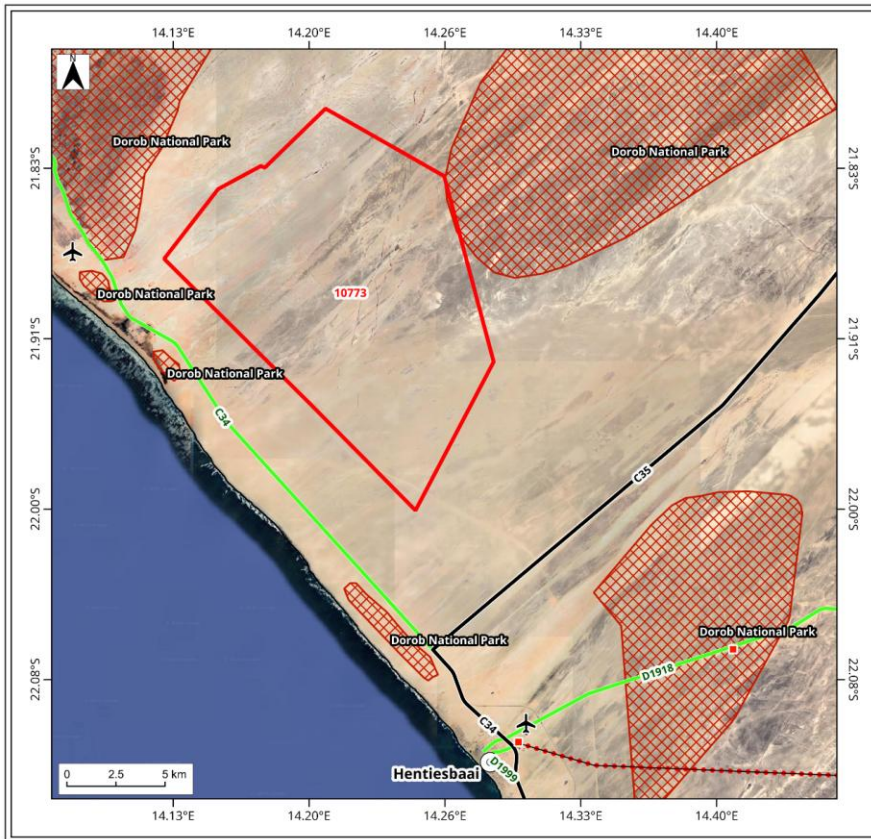 14.13°E 14.20°E 14.26°E 14.33°E 14.40°E
N
Dorob National Park
Dorob National Park
21.83°S 21.83°S
10773
Dorob National Park
21.91°S 21.91°S
Dorob National Park
C34
C35
22.00°S 22.00°S
Dorob National Park
Dorob National Park
D1918
22.08°S 22.08°S
C34
D1999
Hentiesbaai
0 2.5 5 km
14.13°E 14.20°E 14.26°E 14.33°E 14.40°E